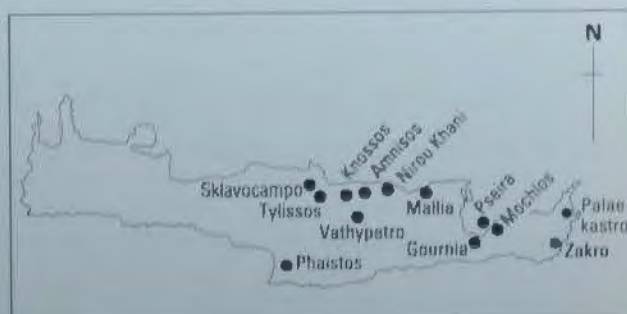 N
Knossos
Amnisos
Nirou Khani
Sklavocampo
Tylissos
Mallia
Vathypetro
Pseira
Mochlos
Palae
kastro
Gournia
Zakro
Phaistos